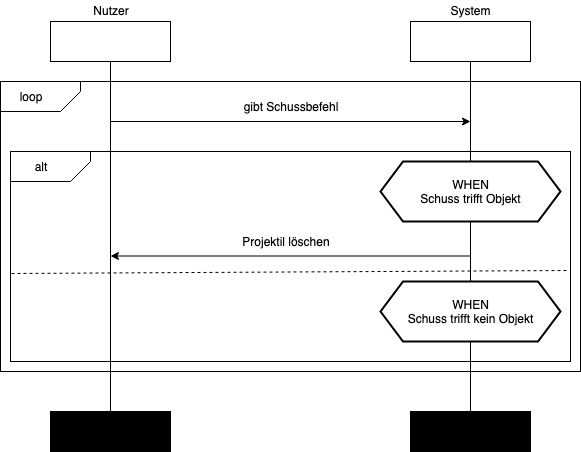 Nutzer
System
loop
gibt Schussbefehl
alt
WHEN
Schuss trifft Objekt
Projektil löschen
WHEN
Schuss trifft kein Objekt